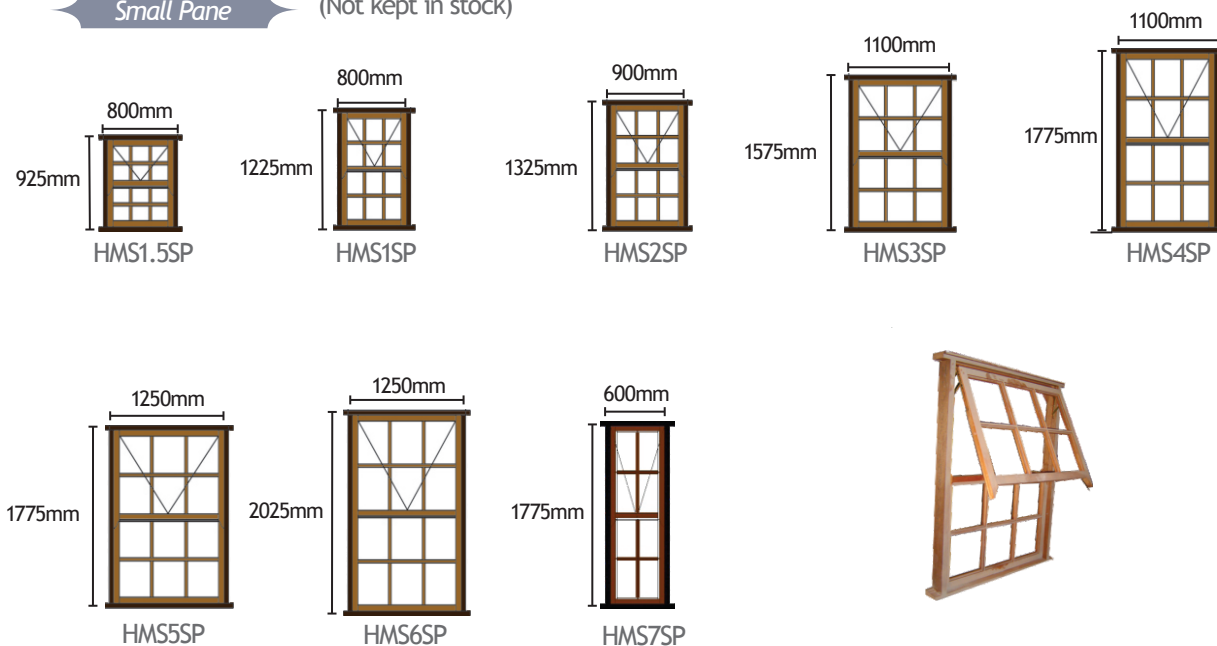 Small Pane
(Not kept in stock)
800mm
925mm
HMS1.5SP
800mm
1225mm
HMS1SP
900mm
1325mm
HMS2SP
1100mm
1575mm
HMS3SP
1100mm
1775mm
HMS4SP
1250mm
1775mm
HMS5SP
1250mm
2025mm
HMS6SP
600mm
1775mm
HMS7SP